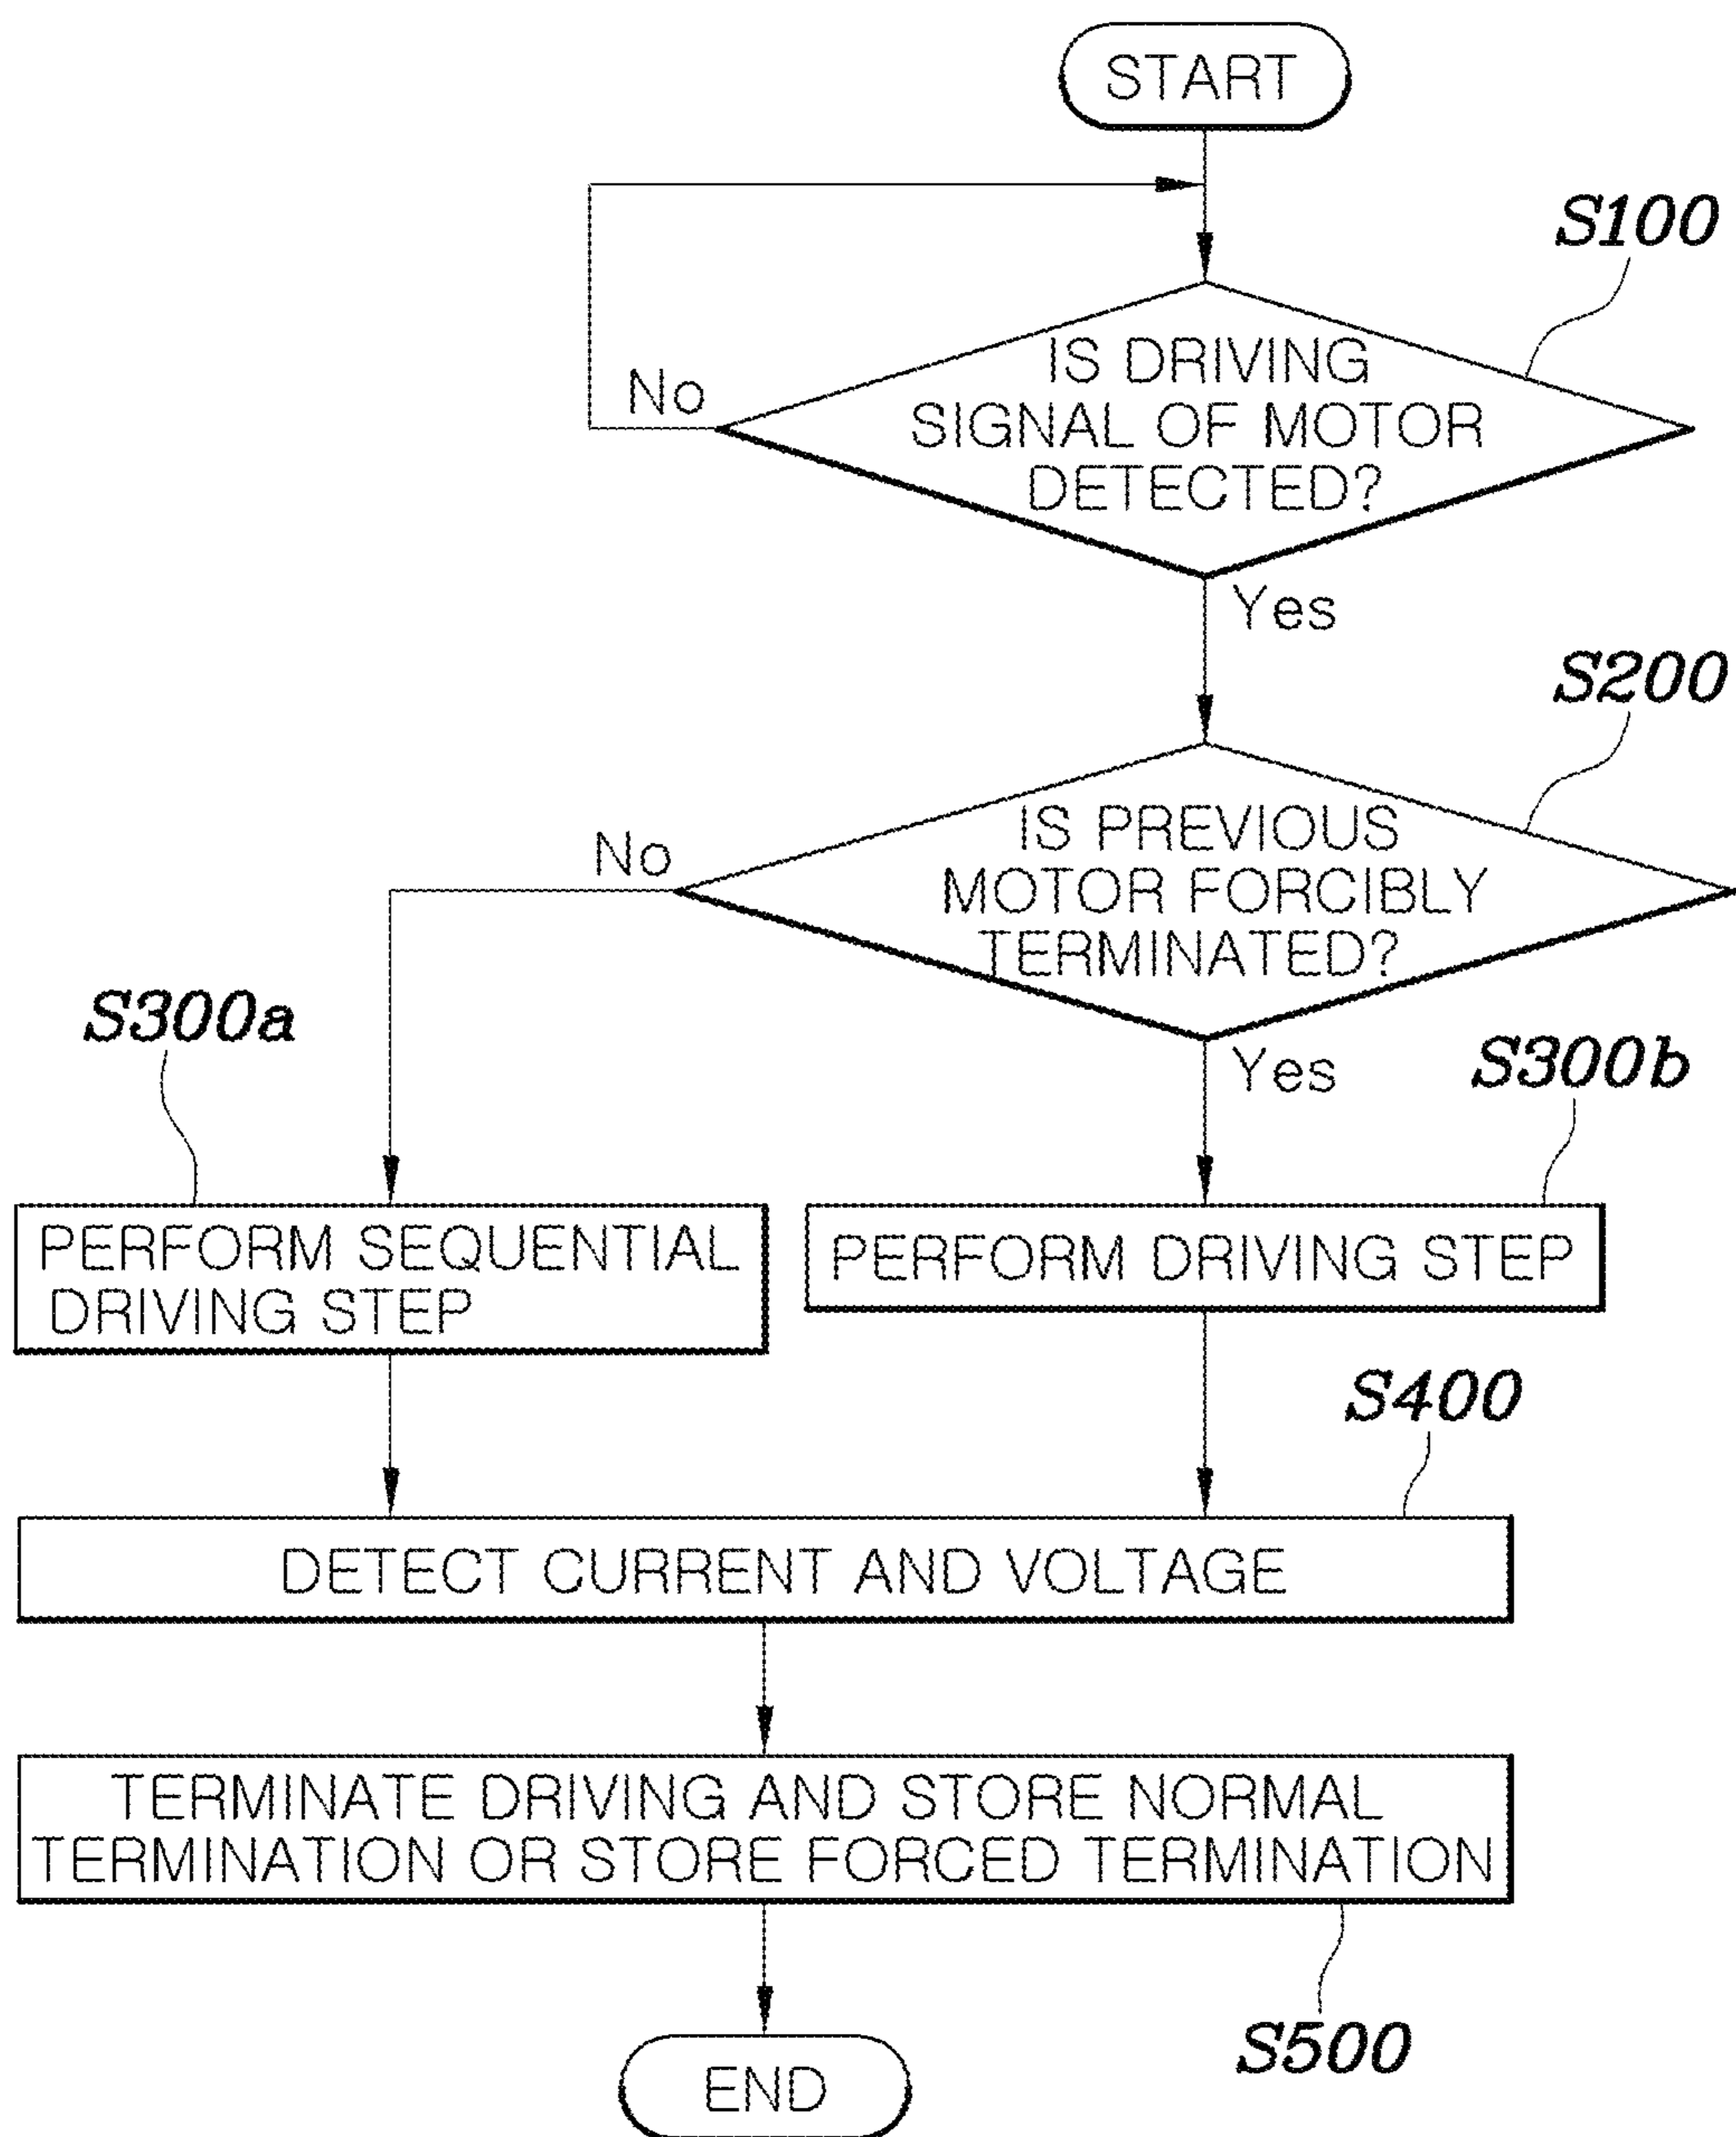 START
S100
IS DRIVING
SIGNAL OF MOTOR
DETECTED?
No
Yes
S200
IS PREVIOUS
MOTOR FORCIBLY
TERMINATED?
No
Yes
S300a
S300b
PERFORM SEQUENTIAL
DRIVING STEP
PERFORM DRIVING STEP
S400
DETECT CURRENT AND VOLTAGE
TERMINATE DRIVING AND STORE NORMAL
TERMINATION OR STORE FORCED TERMINATION
S500
END